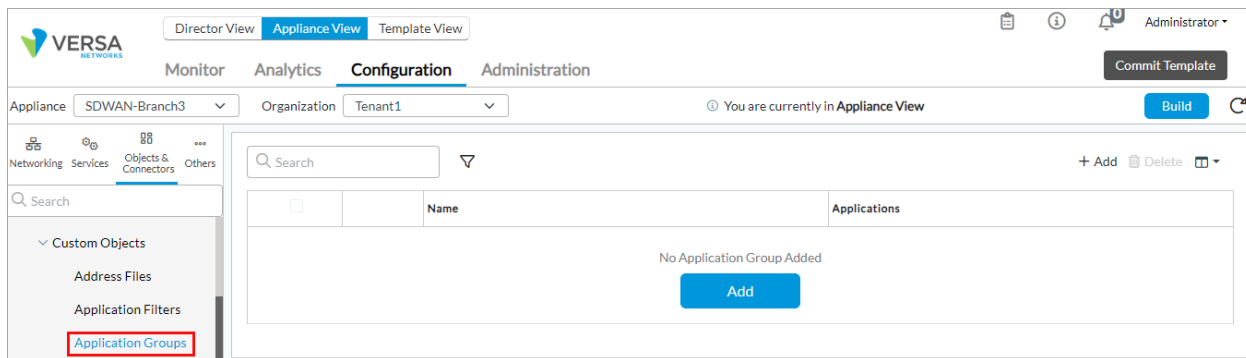 VERSA
NETWORKS
Director View Appliance View Template View
0
Administrator
Monitor Analytics Configuration Administration
Commit Template
Appliance SDWAN-Branch3 Organization Tenant1 You are currently in Appliance View Build
Networking Services Objects & Connectors Others
Search
+ Add Delete
Search
Name Applications
Custom Objects
No Application Group Added
Address Files
Add
Application Filters
Application Groups